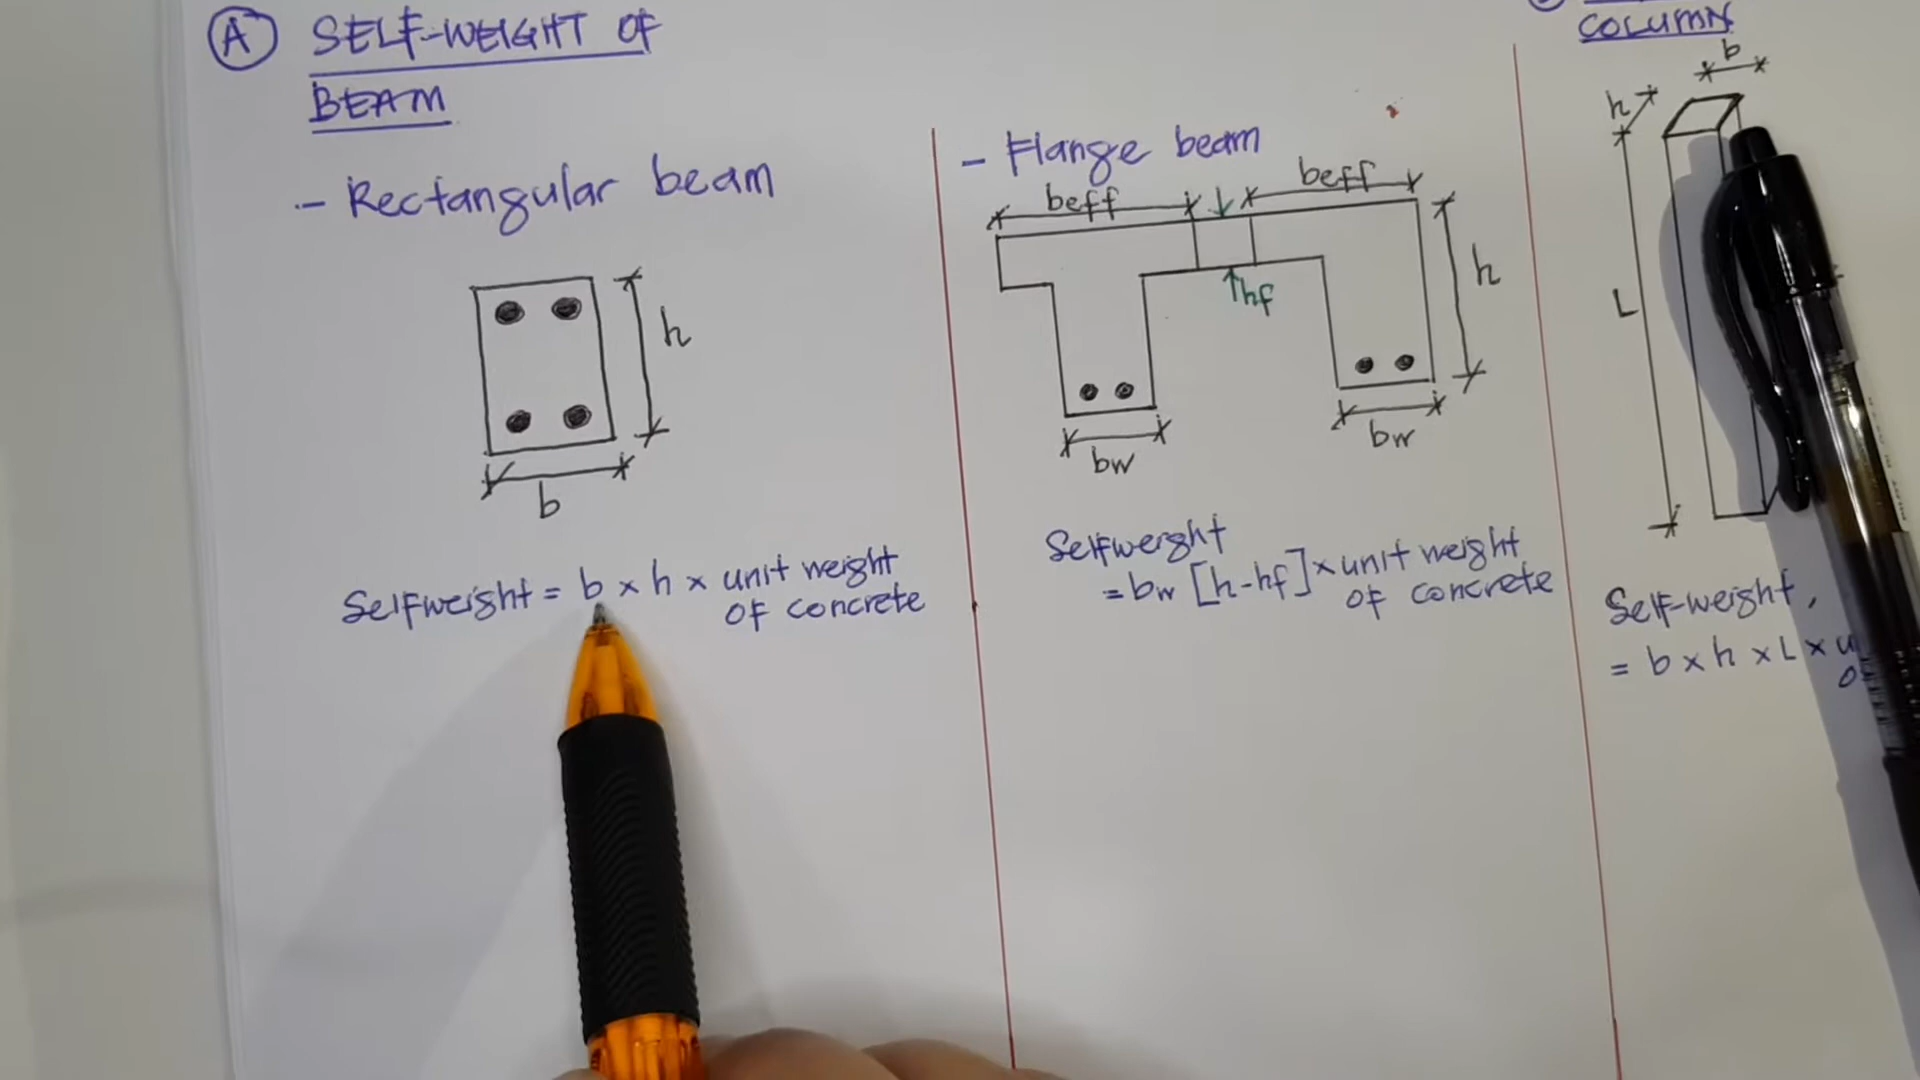 A SELF-WEIGHT OF
BEAM
- Rectangular beam
h
b
Selfweight = b × h × unit weight
of concrete
- Flange beam
beff
beff
h
hf
bw
bw
Selfweight
= bw [h-hf] × unit weight
of concrete
COLUMN
b
h
L
Self-weight,
= b × h × L ×